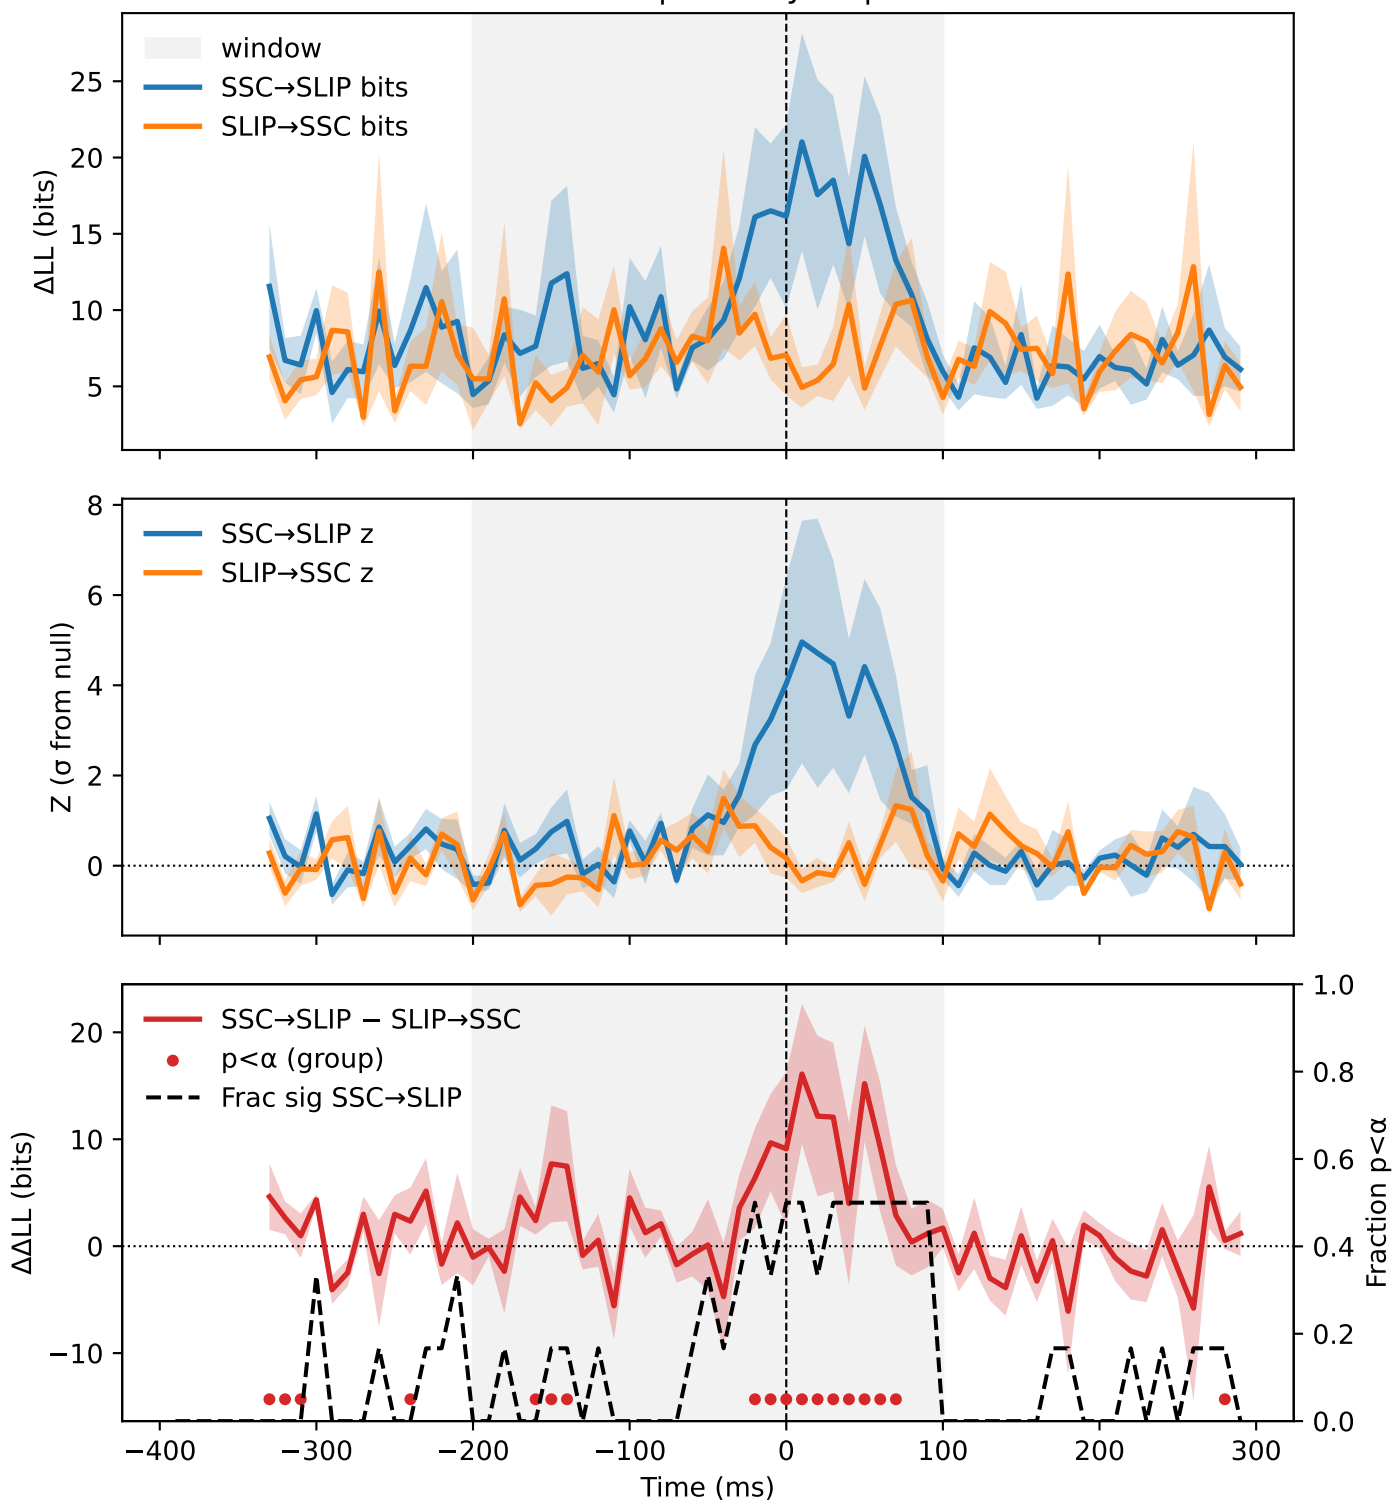 window
SSC→SLIP bits
SLIP→SSC bits
25
20
15
10
5
ΔLL (bits)
SSC→SLIP z
SLIP→SSC z
8
6
4
2
0
Z (σ from null)
SSC→SLIP − SLIP→SSC
p<α (group)
Frac sig SSC→SLIP
20
10
0
−10
ΔΔLL (bits)
1.0
0.8
0.6
0.4
0.2
0.0
Fraction p<α
−400 −300 −200 −100 0 100 200 300
Time (ms)